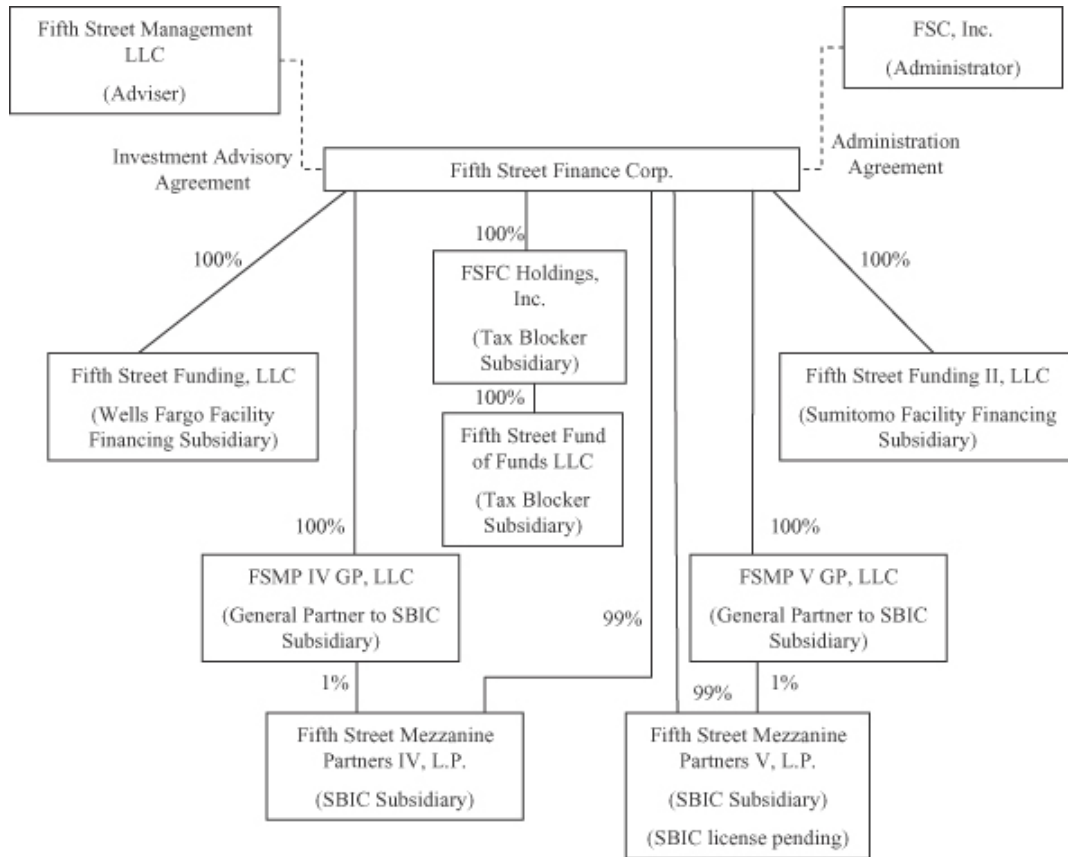 Fifth Street Management
LLC
(Adviser)
FSC, Inc.
(Administrator)
Investment Advisory
Agreement
Administration
Agreement
Fifth Street Finance Corp.
100%
100%
100%
FSFC Holdings,
Inc.
(Tax Blocker
Subsidiary)
100%
Fifth Street Fund
of Funds LLC
(Tax Blocker
Subsidiary)
Fifth Street Funding, LLC
(Wells Fargo Facility
Financing Subsidiary)
Fifth Street Funding II, LLC
(Sumitomo Facility Financing
Subsidiary)
100%
100%
FSMP IV GP, LLC
(General Partner to SBIC
Subsidiary)
99%
FSMP V GP, LLC
(General Partner to SBIC
Subsidiary)
1%
99%
1%
Fifth Street Mezzanine
Partners IV, L.P.
(SBIC Subsidiary)
Fifth Street Mezzanine
Partners V, L.P.
(SBIC Subsidiary)
(SBIC license pending)